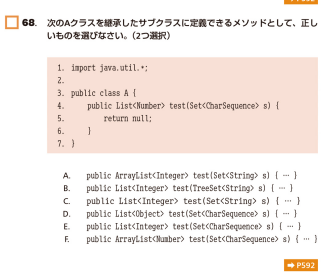 68. 次のAクラスを継承したサブクラスに定義できるメソッドとして、正し
いものを選びなさい。(2つ選択)
1. import java.util.*;
2.
3. public class A {
4. public List<Number> test(Set<CharSequence> s) {
5. return null;
6. }
7. }
A. public ArrayList<Integer> test(Set<String> s) { … }
B. public List<Integer> test(TreeSet<String> s) { … }
C. public List<Integer> test(Set<String> s) { … }
D. public List<Object> test(Set<CharSequence> s) { … }
E. public List<Integer> test(Set<CharSequence> s) { … }
F. public ArrayList<Number> test(Set<CharSequence> s) { … }
➡ P592